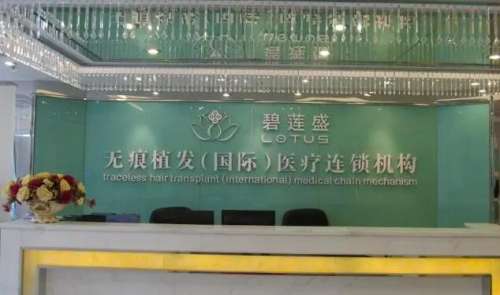 碧莲盛
LOTUS
无痕植发(国际)医疗连锁机构
traceless hair transplant (international) medical chain mechanism